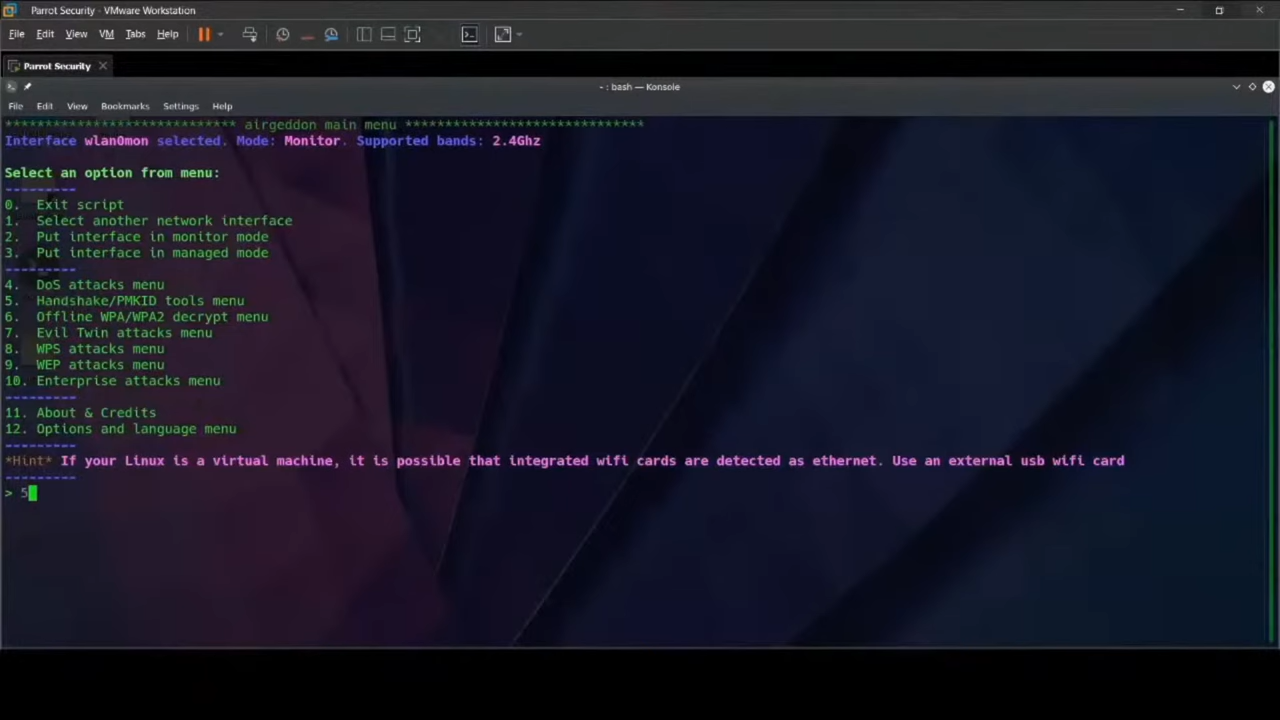 Parrot Security - VMware Workstation
File Edit View VM Tabs Help
Parrot Security
~ : bash — Konsole
File Edit View Bookmarks Settings Help
**************************** airgeddon main menu ******************************
Interface wlan0mon selected. Mode: Monitor. Supported bands: 2.4Ghz
Select an option from menu:
---------
0. Exit script
1. Select another network interface
2. Put interface in monitor mode
3. Put interface in managed mode
---------
4. DoS attacks menu
5. Handshake/PMKID tools menu
6. Offline WPA/WPA2 decrypt menu
7. Evil Twin attacks menu
8. WPS attacks menu
9. WEP attacks menu
10. Enterprise attacks menu
---------
11. About & Credits
12. Options and language menu
---------
*Hint* If your Linux is a virtual machine, it is possible that integrated wifi cards are detected as ethernet. Use an external usb wifi card
---------
> 5